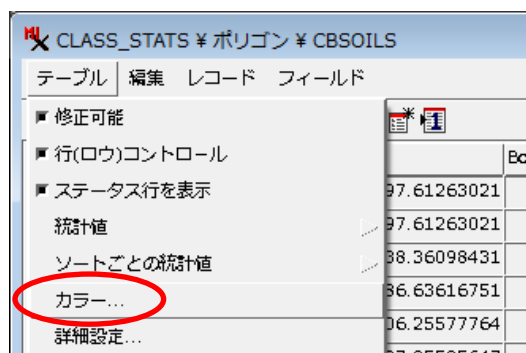 CLASS_STATS ¥ ポリゴン ¥ CBSOILS
テーブル 編集 レコード フィールド
修正可能
行(ロウ)コントロール
ステータス行を表示
統計値
ソートごとの統計値
カラー...
詳細設定...
Bo
97.61263021
97.61263021
38.36098431
36.63616751
06.25577764